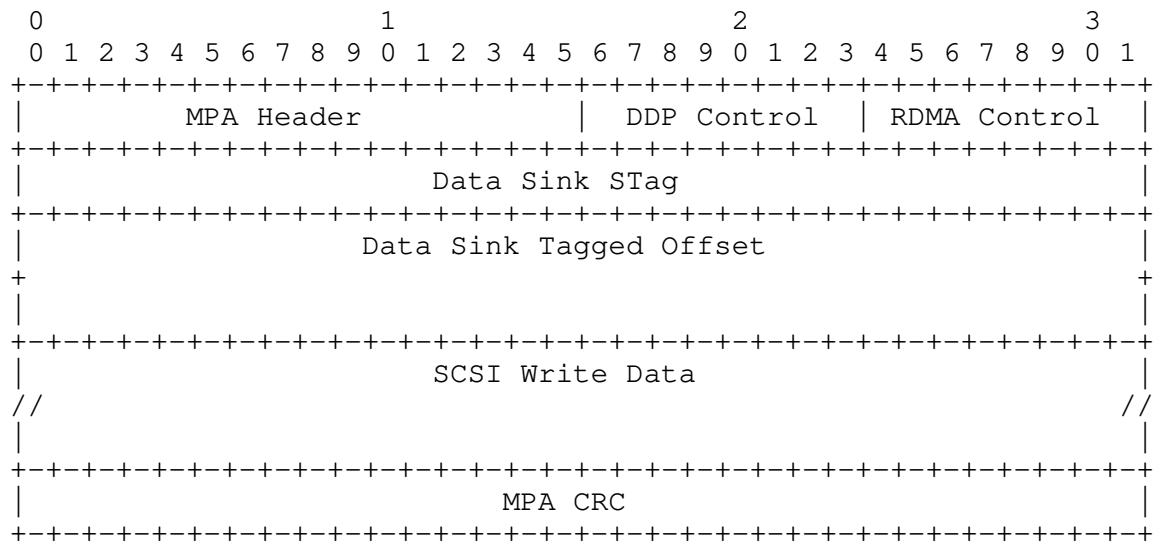 0                   1                   2                   3
 0 1 2 3 4 5 6 7 8 9 0 1 2 3 4 5 6 7 8 9 0 1 2 3 4 5 6 7 8 9 0 1
+-+-+-+-+-+-+-+-+-+-+-+-+-+-+-+-+-+-+-+-+-+-+-+-+-+-+-+-+-+-+-+-+
|         MPA Header            |  DDP Control  | RDMA Control  |
+-+-+-+-+-+-+-+-+-+-+-+-+-+-+-+-+-+-+-+-+-+-+-+-+-+-+-+-+-+-+-+-+
|                       Data Sink STag                          |
+-+-+-+-+-+-+-+-+-+-+-+-+-+-+-+-+-+-+-+-+-+-+-+-+-+-+-+-+-+-+-+-+
|                   Data Sink Tagged Offset                     |
+                                                               +
|                                                               |
+-+-+-+-+-+-+-+-+-+-+-+-+-+-+-+-+-+-+-+-+-+-+-+-+-+-+-+-+-+-+-+-+
|                       SCSI Write Data                         |
//                                                             //
|                                                               |
+-+-+-+-+-+-+-+-+-+-+-+-+-+-+-+-+-+-+-+-+-+-+-+-+-+-+-+-+-+-+-+-+
|                           MPA CRC                             |
+-+-+-+-+-+-+-+-+-+-+-+-+-+-+-+-+-+-+-+-+-+-+-+-+-+-+-+-+-+-+-+-+